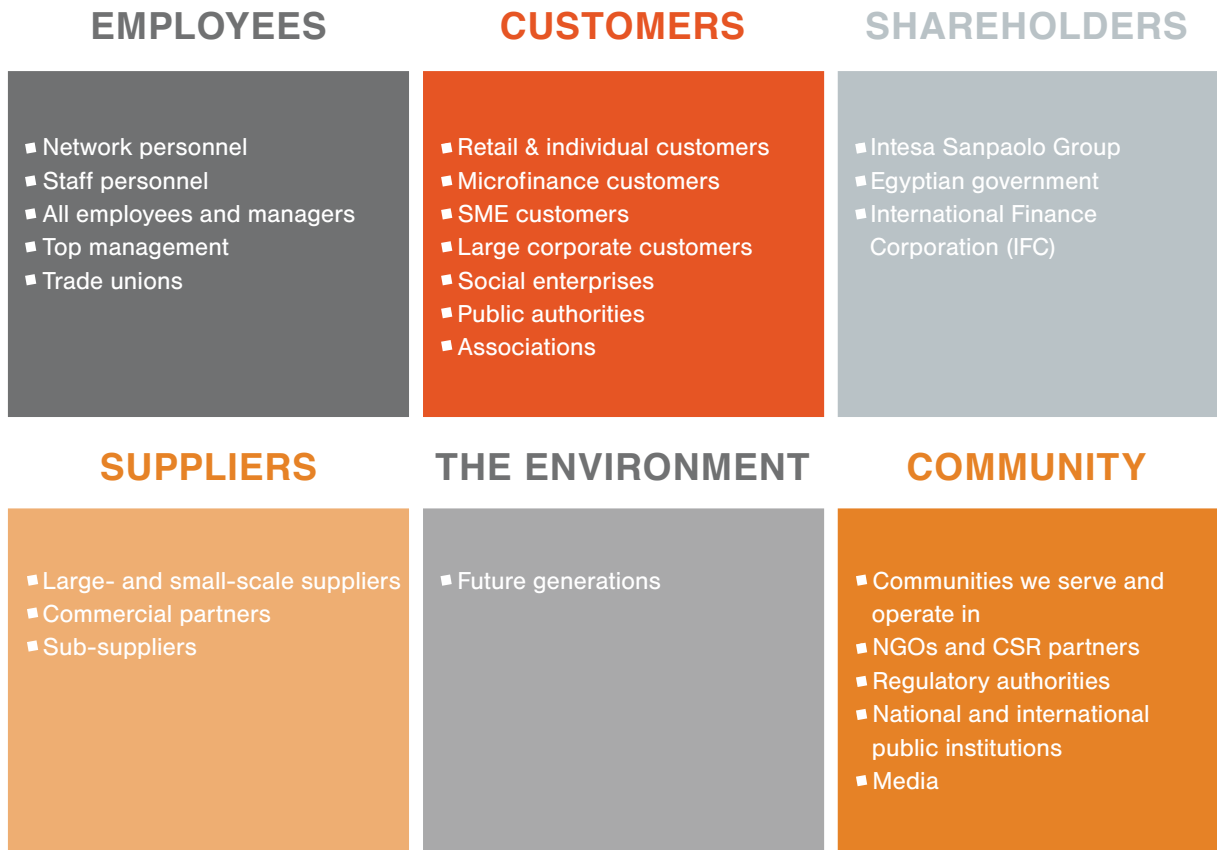 EMPLOYEES
Network personnel
Staff personnel
All employees and managers
Top management
Trade unions
CUSTOMERS
Retail & individual customers
Microfinance customers
SME customers
Large corporate customers
Social enterprises
Public authorities
Associations
SHAREHOLDERS
Intesa Sanpaolo Group
Egyptian government
International Finance
Corporation (IFC)
SUPPLIERS
Large- and small-scale suppliers
Commercial partners
Sub-suppliers
THE ENVIRONMENT
Future generations
COMMUNITY
Communities we serve and
operate in
NGOs and CSR partners
Regulatory authorities
National and international
public institutions
Media